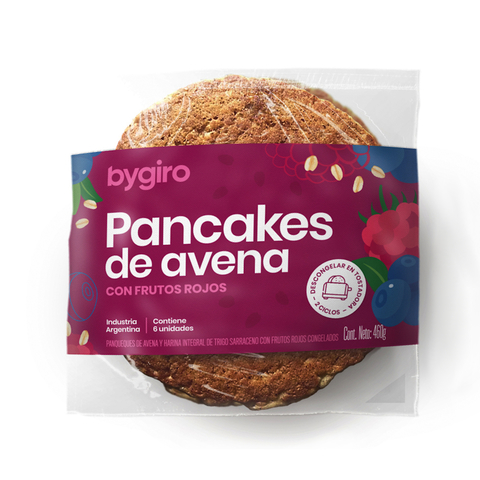 bygiro
Pancakes
de avena
CON FRUTOS ROJOS
DESCONGELAR EN TOSTADORA
- 2 CICLOS -
Industria
Argentina
Contiene
6 unidades
Cont. Neto: 460g
PANQUEQUES DE AVENA Y HARINA INTEGRAL DE TRIGO SARRACENO CON FRUTOS ROJOS CONGELADOS